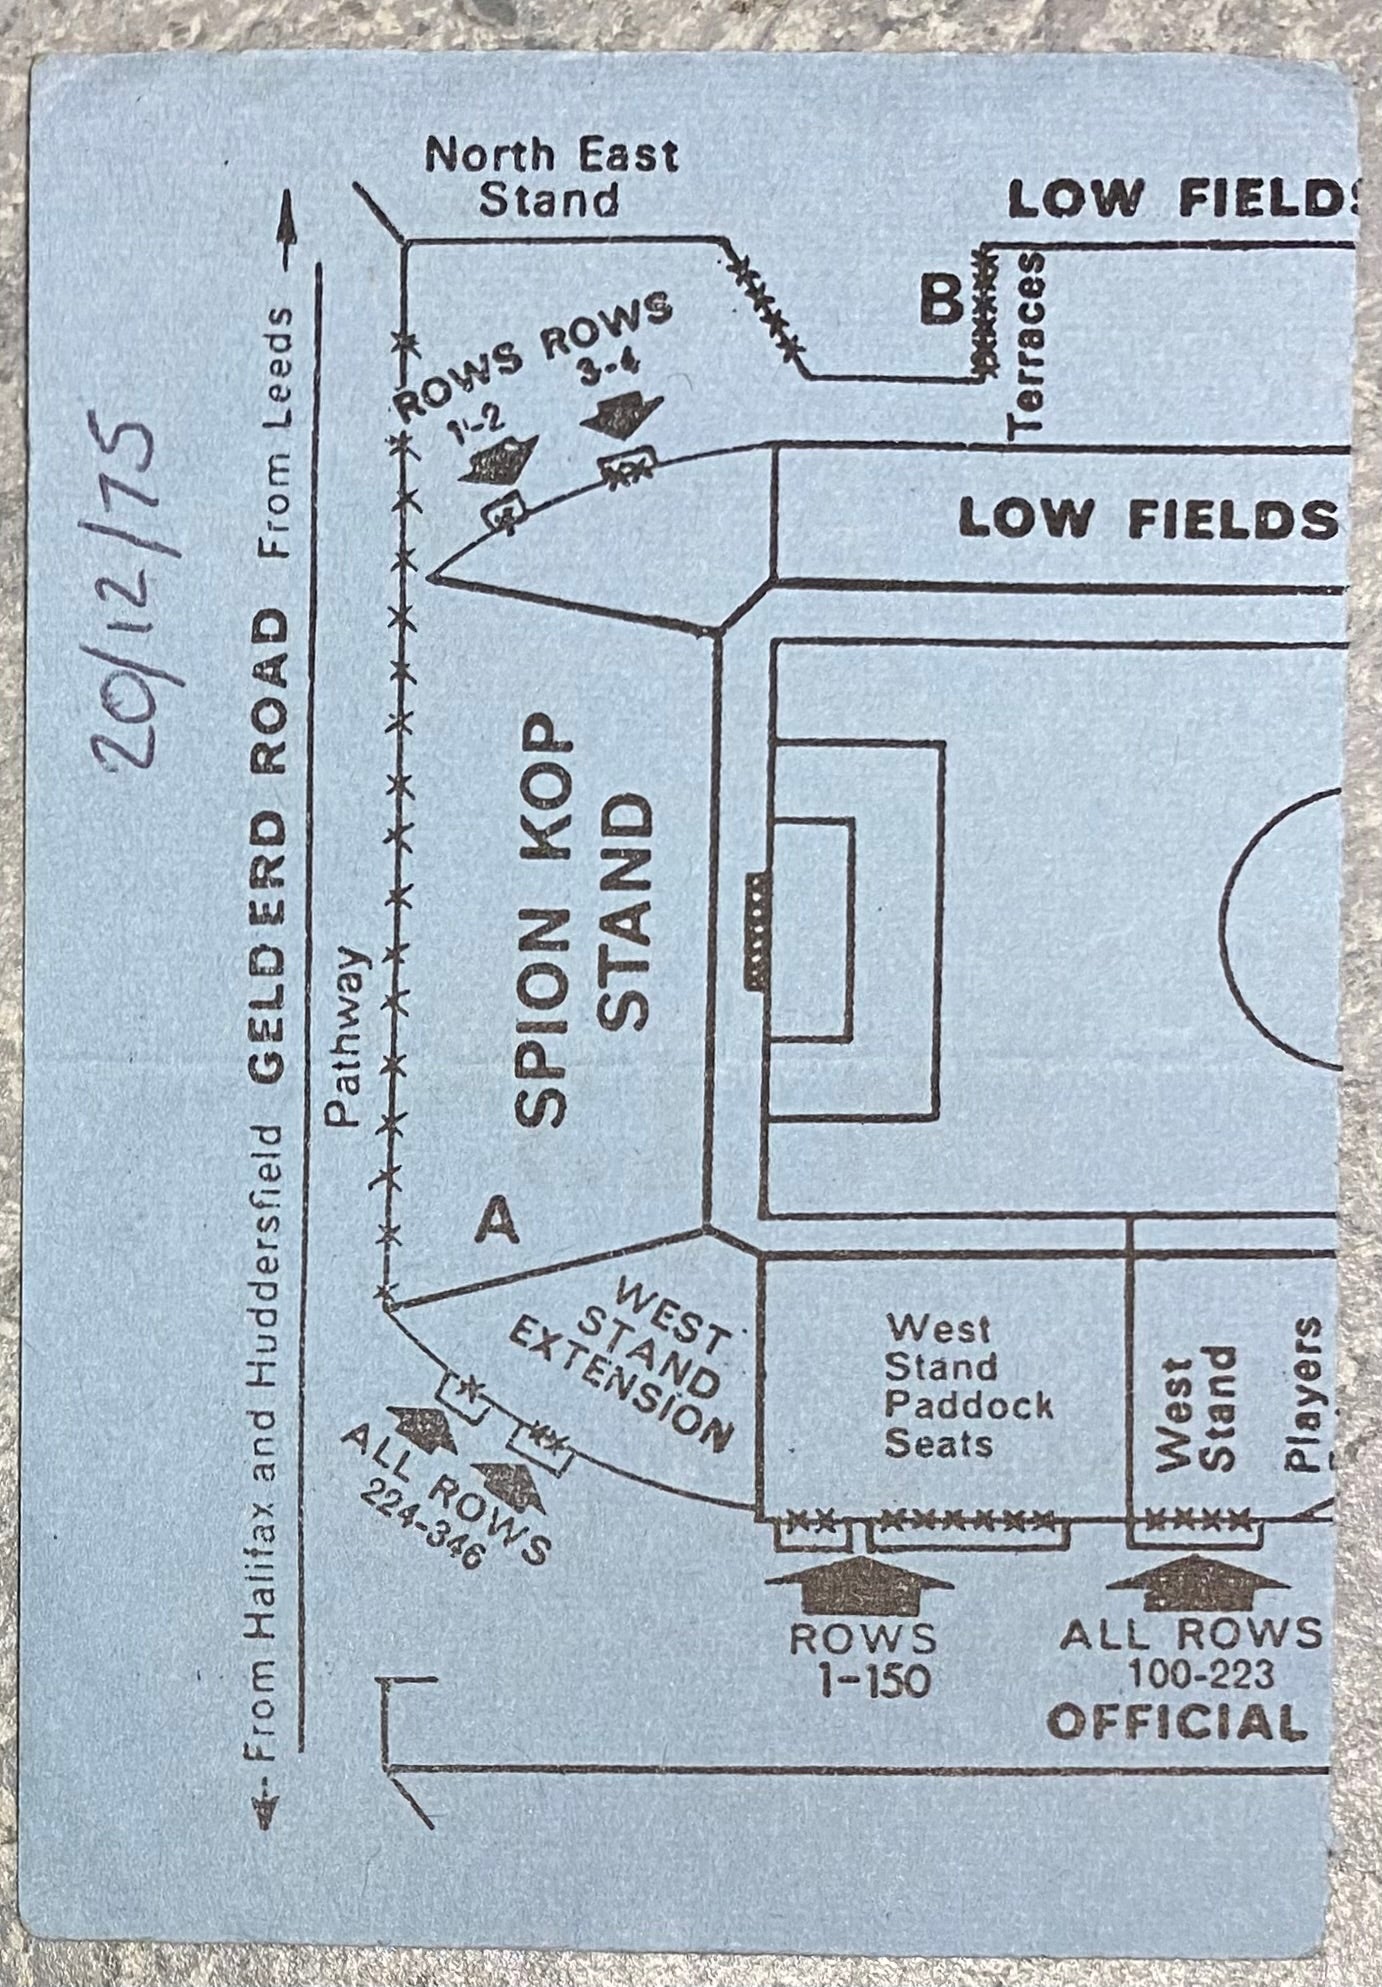 20/12/75
North East
Stand
LOW FIELDS
← From Halifax and Huddersfield GELDERD ROAD From Leeds →
ROWS
1-2
ROWS
3-4
B
Terraces
LOW FIELDS
Pathway
SPION KOP
STAND
A
WEST
STAND
EXTENSION
West
Stand
Paddock
Seats
West
Stand
Players
ALL ROWS
224-346
ROWS
1-150
ALL ROWS
100-223
OFFICIAL